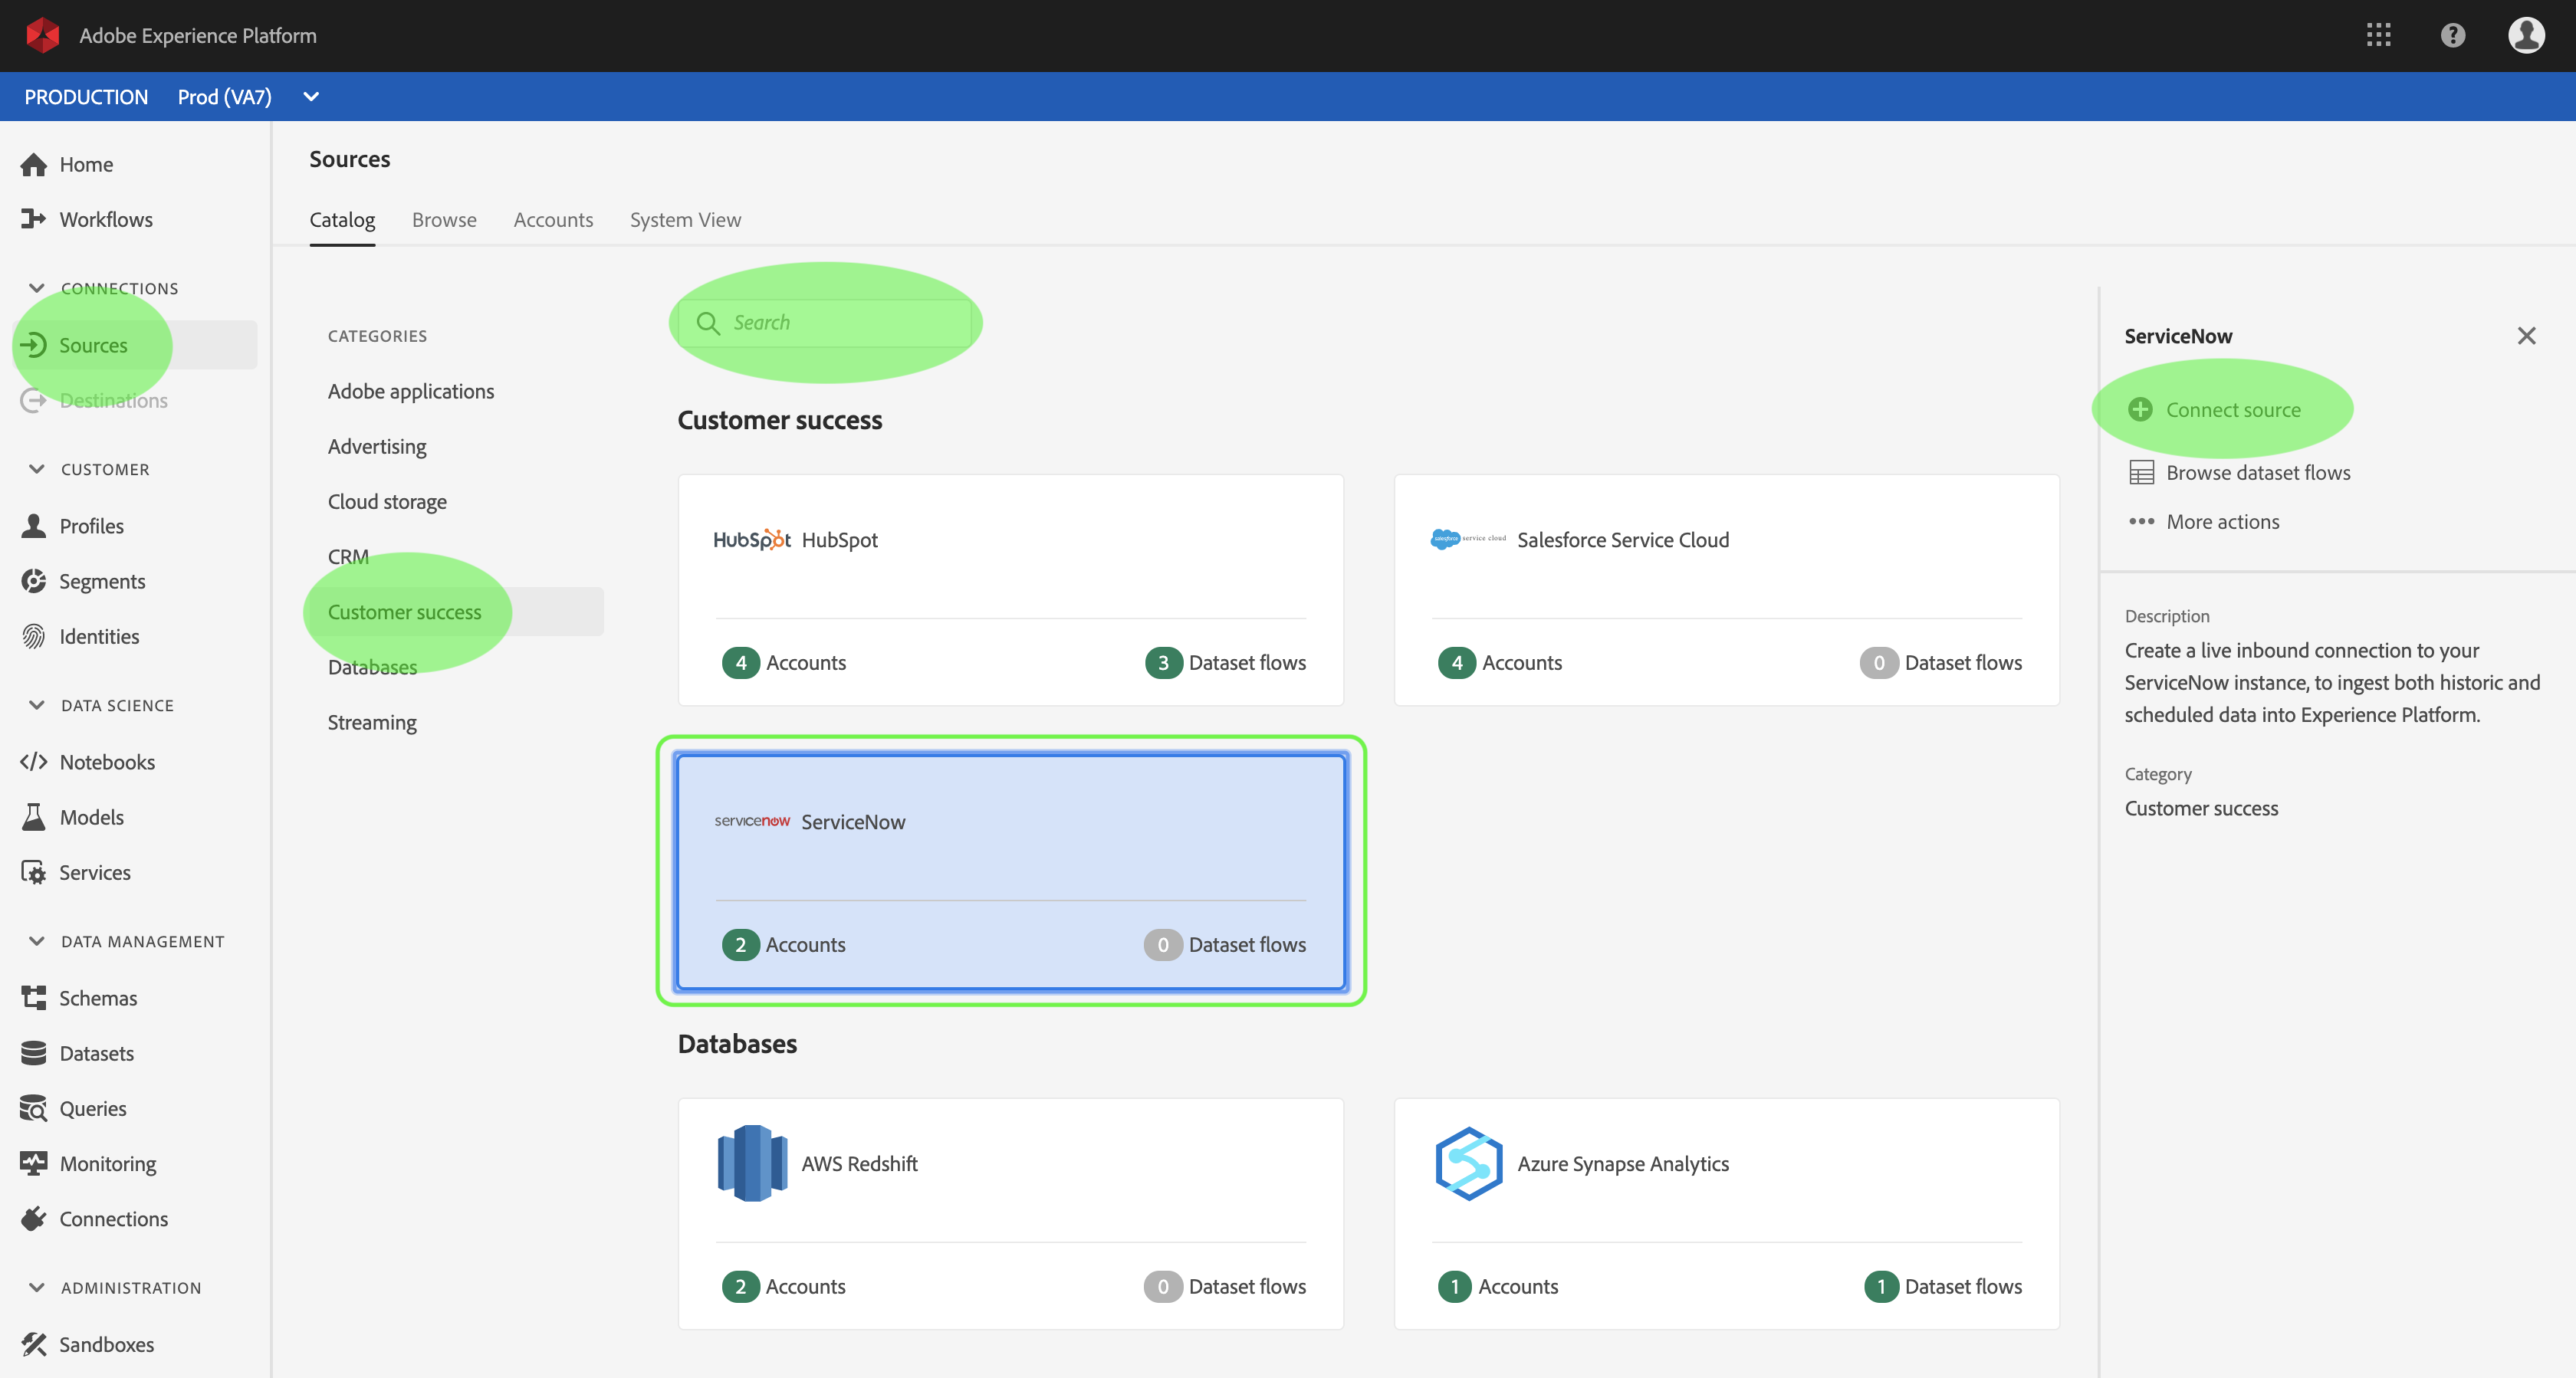 Adobe Experience Platform
PRODUCTION Prod (VA7)
Home
Workflows
CONNECTIONS
Sources
Destinations
CUSTOMER
Profiles
Segments
Identities
DATA SCIENCE
Notebooks
Models
Services
DATA MANAGEMENT
Schemas
Datasets
Queries
Monitoring
Connections
ADMINISTRATION
Sandboxes
Sources
Catalog Browse Accounts System View
CATEGORIES
Adobe applications
Advertising
Cloud storage
CRM
Customer success
Databases
Streaming
Search
Customer success
HubSpot HubSpot
4 Accounts 3 Dataset flows
salesforce service cloud Salesforce Service Cloud
4 Accounts 0 Dataset flows
servicenow ServiceNow
2 Accounts 0 Dataset flows
Databases
AWS Redshift
2 Accounts 0 Dataset flows
Azure Synapse Analytics
1 Accounts 1 Dataset flows
ServiceNow
Connect source
Browse dataset flows
More actions
Description
Create a live inbound connection to your
ServiceNow instance, to ingest both historic and
scheduled data into Experience Platform.
Category
Customer success